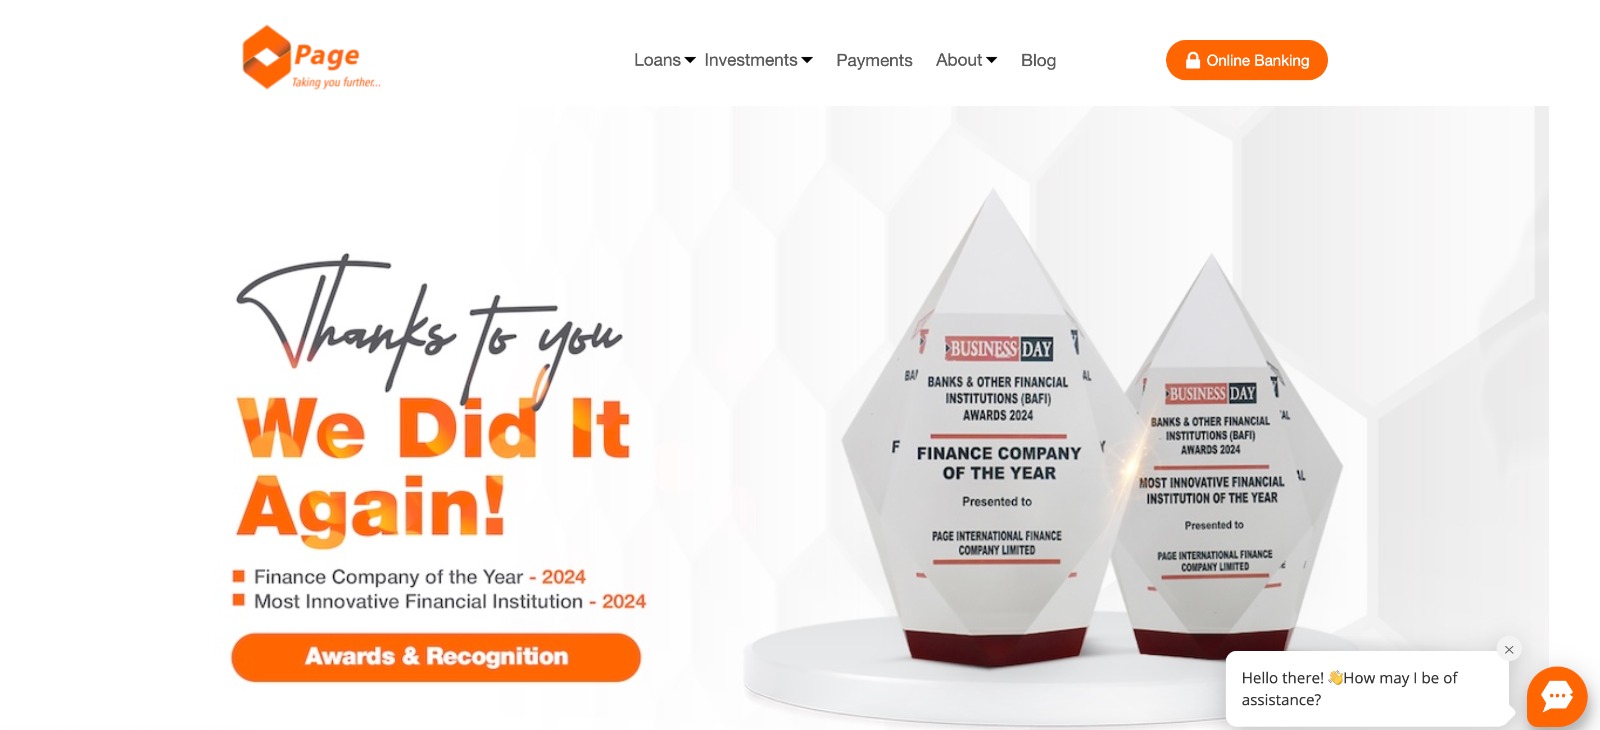 Page
Taking you further...
Loans
Investments
Payments
About
Blog
Online Banking
Thanks to you
We Did It
Again!
Finance Company of the Year - 2024
Most Innovative Financial Institution - 2024
Awards & Recognition
BUSINESS DAY
BANKS & OTHER FINANCIAL
INSTITUTIONS (BAFI)
AWARDS 2024
FINANCE COMPANY
OF THE YEAR
Presented to
PAGE INTERNATIONAL FINANCE
COMPANY LIMITED
BUSINESS DAY
BANKS & OTHER FINANCIAL
INSTITUTIONS (BAFI)
AWARDS 2024
MOST INNOVATIVE FINANCIAL
INSTITUTION OF THE YEAR
Presented to
PAGE INTERNATIONAL FINANCE
COMPANY LIMITED
Hello there! 👋How may I be of
assistance?